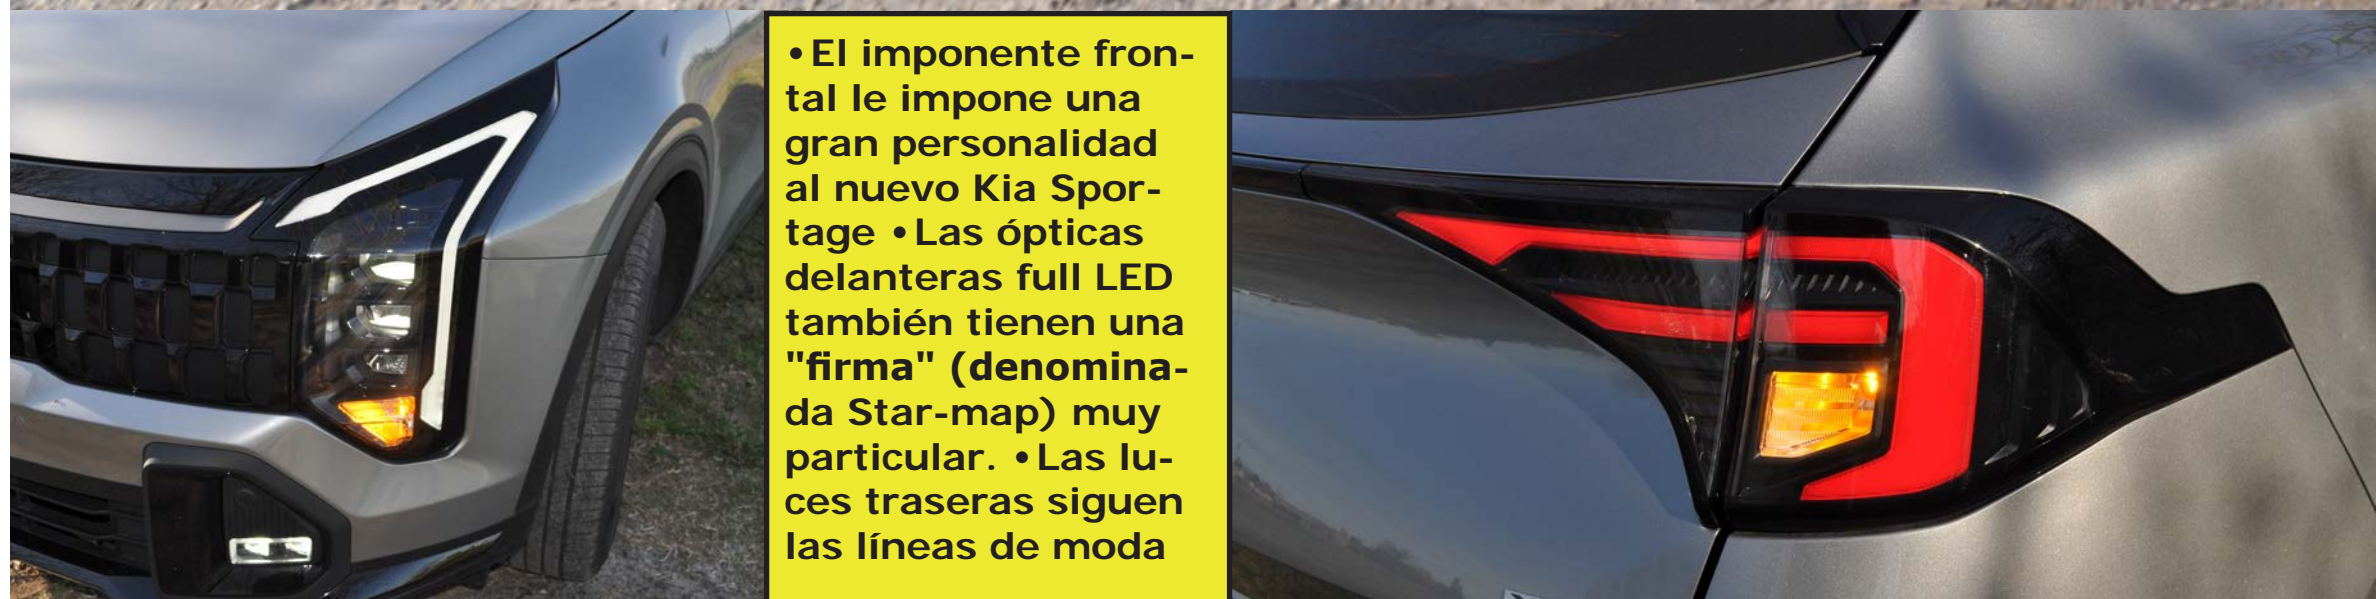 •El imponente fron-
tal le impone una
gran personalidad
al nuevo Kia Spor-
tage •Las ópticas
delanteras full LED
también tienen una
"firma" (denomina-
da Star-map) muy
particular. •Las lu-
ces traseras siguen
las líneas de moda